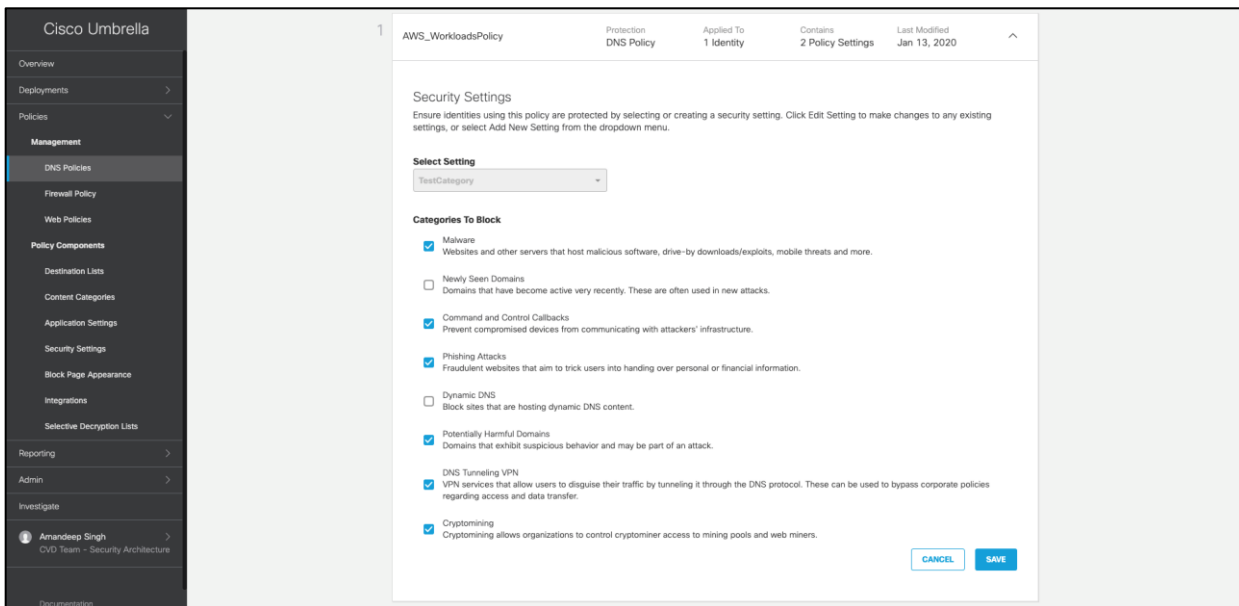 Cisco Umbrella
Overview
Deployments
Policies
Management
DNS Policies
Firewall Policy
Web Policies
Policy Components
Destination Lists
Content Categories
Application Settings
Security Settings
Block Page Appearance
Integrations
Selective Decryption Lists
Reporting
Admin
Investigate
Amandeep Singh
CVD Team - Security Architecture
Documentation
1
AWS_WorkloadsPolicy
Protection
DNS Policy
Applied To
1 Identity
Contains
2 Policy Settings
Last Modified
Jan 13, 2020
Security Settings
Ensure identities using this policy are protected by selecting or creating a security setting. Click Edit Setting to make changes to any existing
settings, or select Add New Setting from the dropdown menu.
Select Setting
TestCategory
Categories To Block
Malware
Websites and other servers that host malicious software, drive-by downloads/exploits, mobile threats and more.
Newly Seen Domains
Domains that have become active very recently. These are often used in new attacks.
Command and Control Callbacks
Prevent compromised devices from communicating with attackers' infrastructure.
Phishing Attacks
Fraudulent websites that aim to trick users into handing over personal or financial information.
Dynamic DNS
Block sites that are hosting dynamic DNS content.
Potentially Harmful Domains
Domains that exhibit suspicious behavior and may be part of an attack.
DNS Tunneling VPN
VPN services that allow users to disguise their traffic by tunneling it through the DNS protocol. These can be used to bypass corporate policies
regarding access and data transfer.
Cryptomining
Cryptomining allows organizations to control cryptominer access to mining pools and web miners.
CANCEL
SAVE